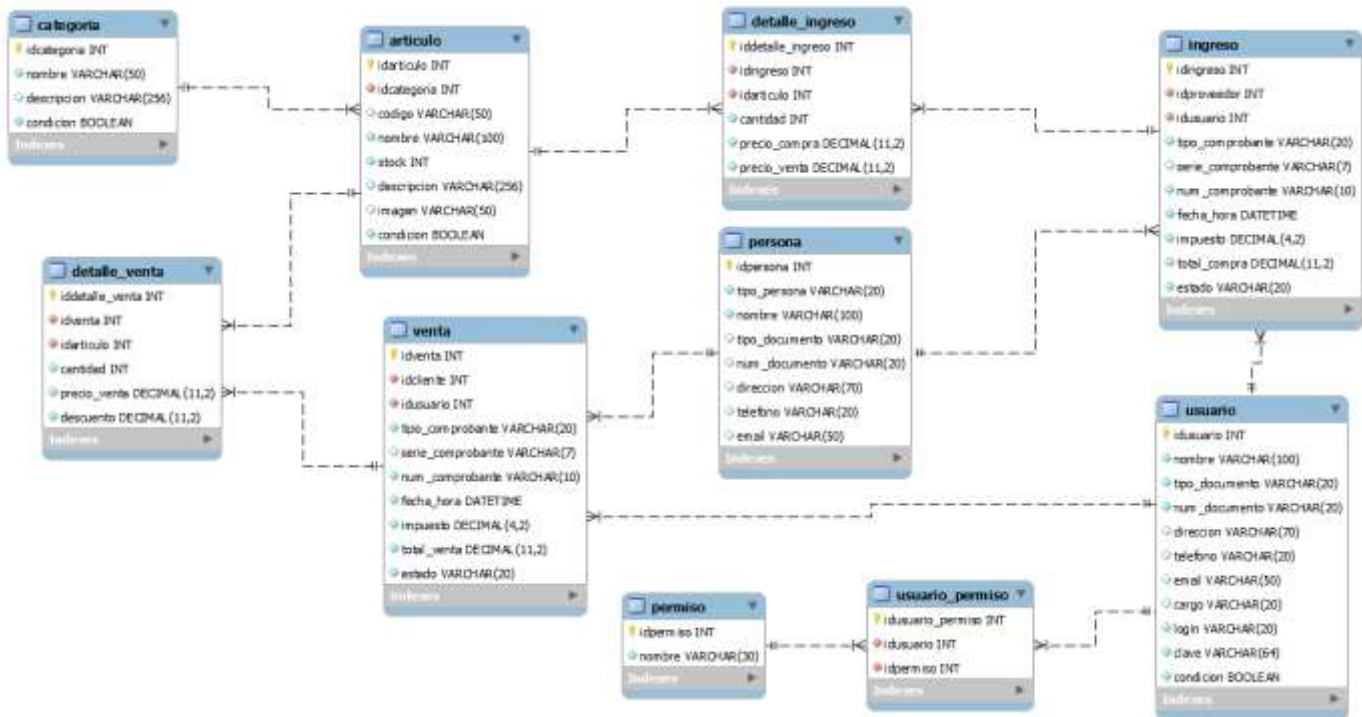 categoria
idcategoria INT
nombre VARCHAR(50)
descripcion VARCHAR(256)
condicion BOOLEAN
Indexes
articulo
idarticulo INT
idcategoria INT
codigo VARCHAR(50)
nombre VARCHAR(100)
stock INT
descripcion VARCHAR(256)
imagen VARCHAR(50)
condicion BOOLEAN
Indexes
detalle_ingreso
iddetalle_ingreso INT
idingreso INT
idarticulo INT
cantidad INT
precio_compra DECIMAL(11,2)
precio_venta DECIMAL(11,2)
Indexes
ingreso
idingreso INT
idproveedor INT
idusuario INT
tipo_comprobante VARCHAR(20)
serie_comprobante VARCHAR(7)
num_comprobante VARCHAR(10)
fecha_hora DATETIME
impuesto DECIMAL(4,2)
total_compra DECIMAL(11,2)
estado VARCHAR(20)
Indexes
detalle_venta
iddetalle_venta INT
idventa INT
idarticulo INT
cantidad INT
precio_venta DECIMAL(11,2)
descuento DECIMAL(11,2)
Indexes
venta
idventa INT
idcliente INT
idusuario INT
tipo_comprobante VARCHAR(20)
serie_comprobante VARCHAR(7)
num_comprobante VARCHAR(10)
fecha_hora DATETIME
impuesto DECIMAL(4,2)
total_venta DECIMAL(11,2)
estado VARCHAR(20)
Indexes
persona
idpersona INT
tipo_persona VARCHAR(20)
nombre VARCHAR(100)
tipo_documento VARCHAR(20)
num_documento VARCHAR(20)
direccion VARCHAR(70)
telefono VARCHAR(20)
email VARCHAR(50)
Indexes
usuario
idusuario INT
nombre VARCHAR(100)
tipo_documento VARCHAR(20)
num_documento VARCHAR(20)
direccion VARCHAR(70)
telefono VARCHAR(20)
email VARCHAR(50)
cargo VARCHAR(20)
login VARCHAR(20)
clave VARCHAR(64)
condicion BOOLEAN
Indexes
permiso
idpermiso INT
nombre VARCHAR(30)
Indexes
usuario_permiso
idusuario_permiso INT
idusuario INT
idpermiso INT
Indexes